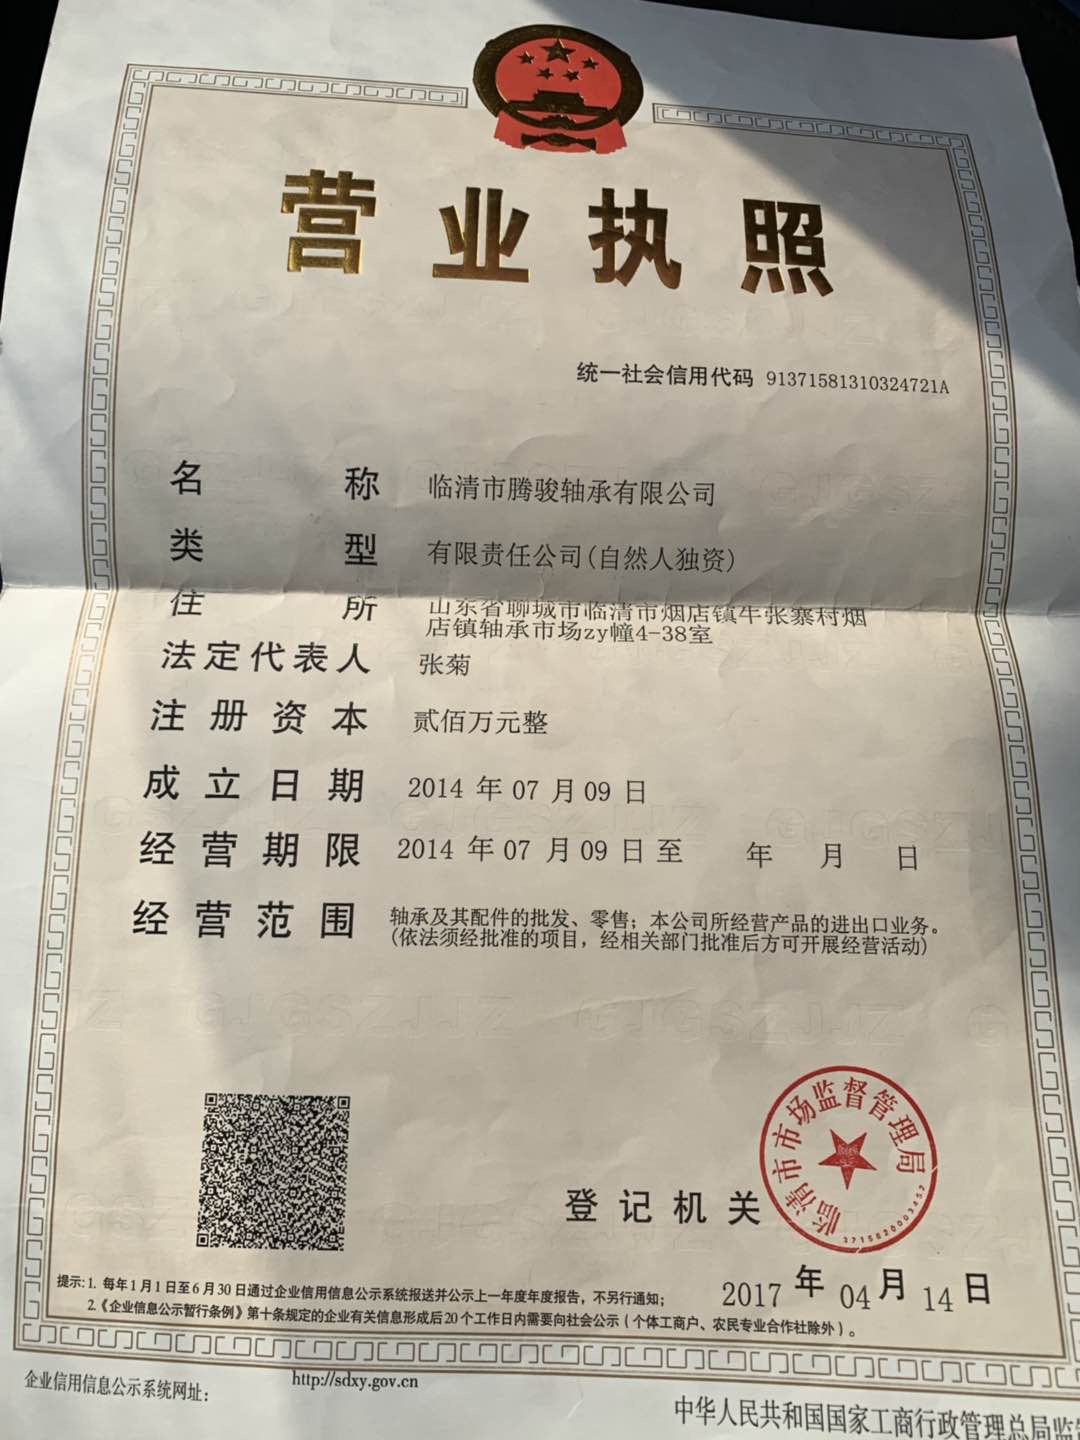 营业执照
统一社会信用代码 91371581310324721A
名称 临清市腾骏轴承有限公司
类型 有限责任公司(自然人独资)
住所 山东省聊城市临清市烟店镇牛张寨村烟
店镇轴承市场zy幢4-38室
法定代表人 张菊
注册资本 贰佰万元整
成立日期 2014 年 07 月 09 日
经营期限 2014 年 07 月 09 日 至 年 月 日
经营范围 轴承及其配件的批发、零售；本公司所经营产品的进出口业务。
(依法须经批准的项目，经相关部门批准后方可开展经营活动)
临清市市场监督管理局
3715820003452
登记机关
2017 年 04 月 14 日
提示: 1. 每年1月1日至6月30日通过企业信用信息公示系统报送并公示上一年度年度报告，不另行通知；
2.《企业信息公示暂行条例》第十条规定的企业有关信息形成后20个工作日内需要向社会公示（个体工商户、农民专业合作社除外）。
企业信用信息公示系统网址： http://sdxy.gov.cn
中华人民共和国国家工商行政管理总局监制